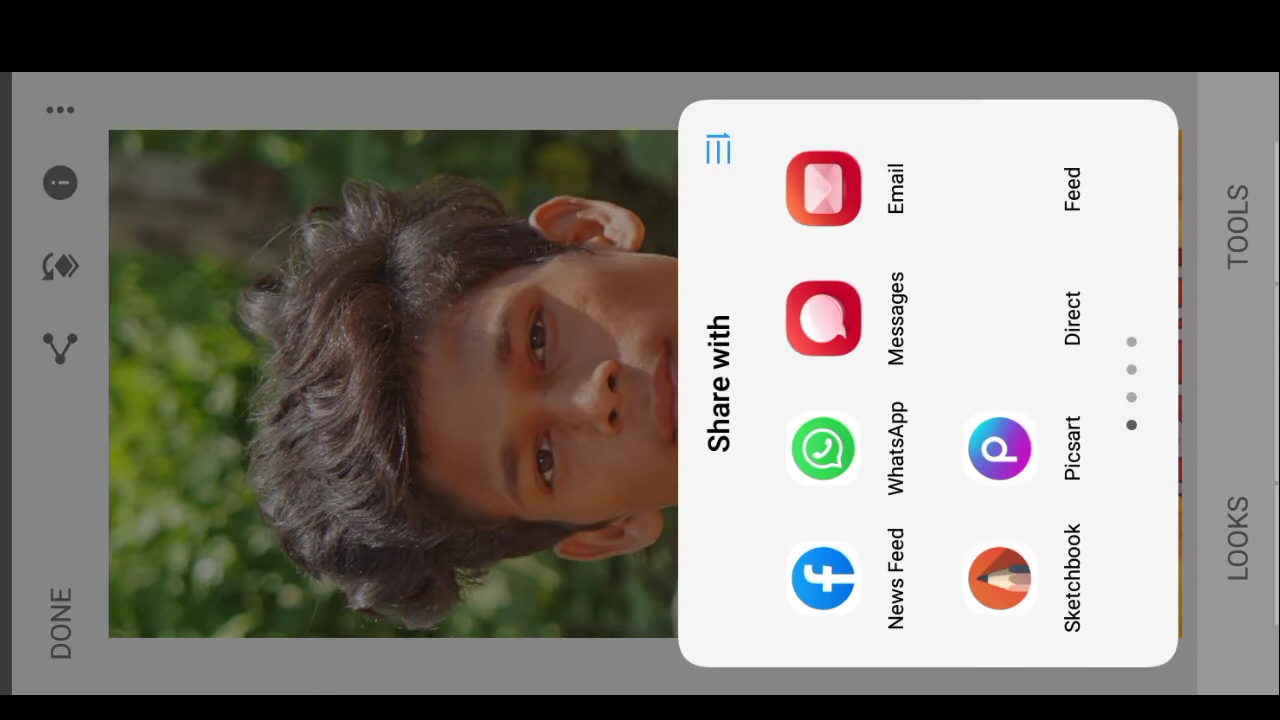 DONE
Share with
News Feed
WhatsApp
Messages
Email
Sketchbook
Picsart
Direct
Feed
LOOKS
TOOLS